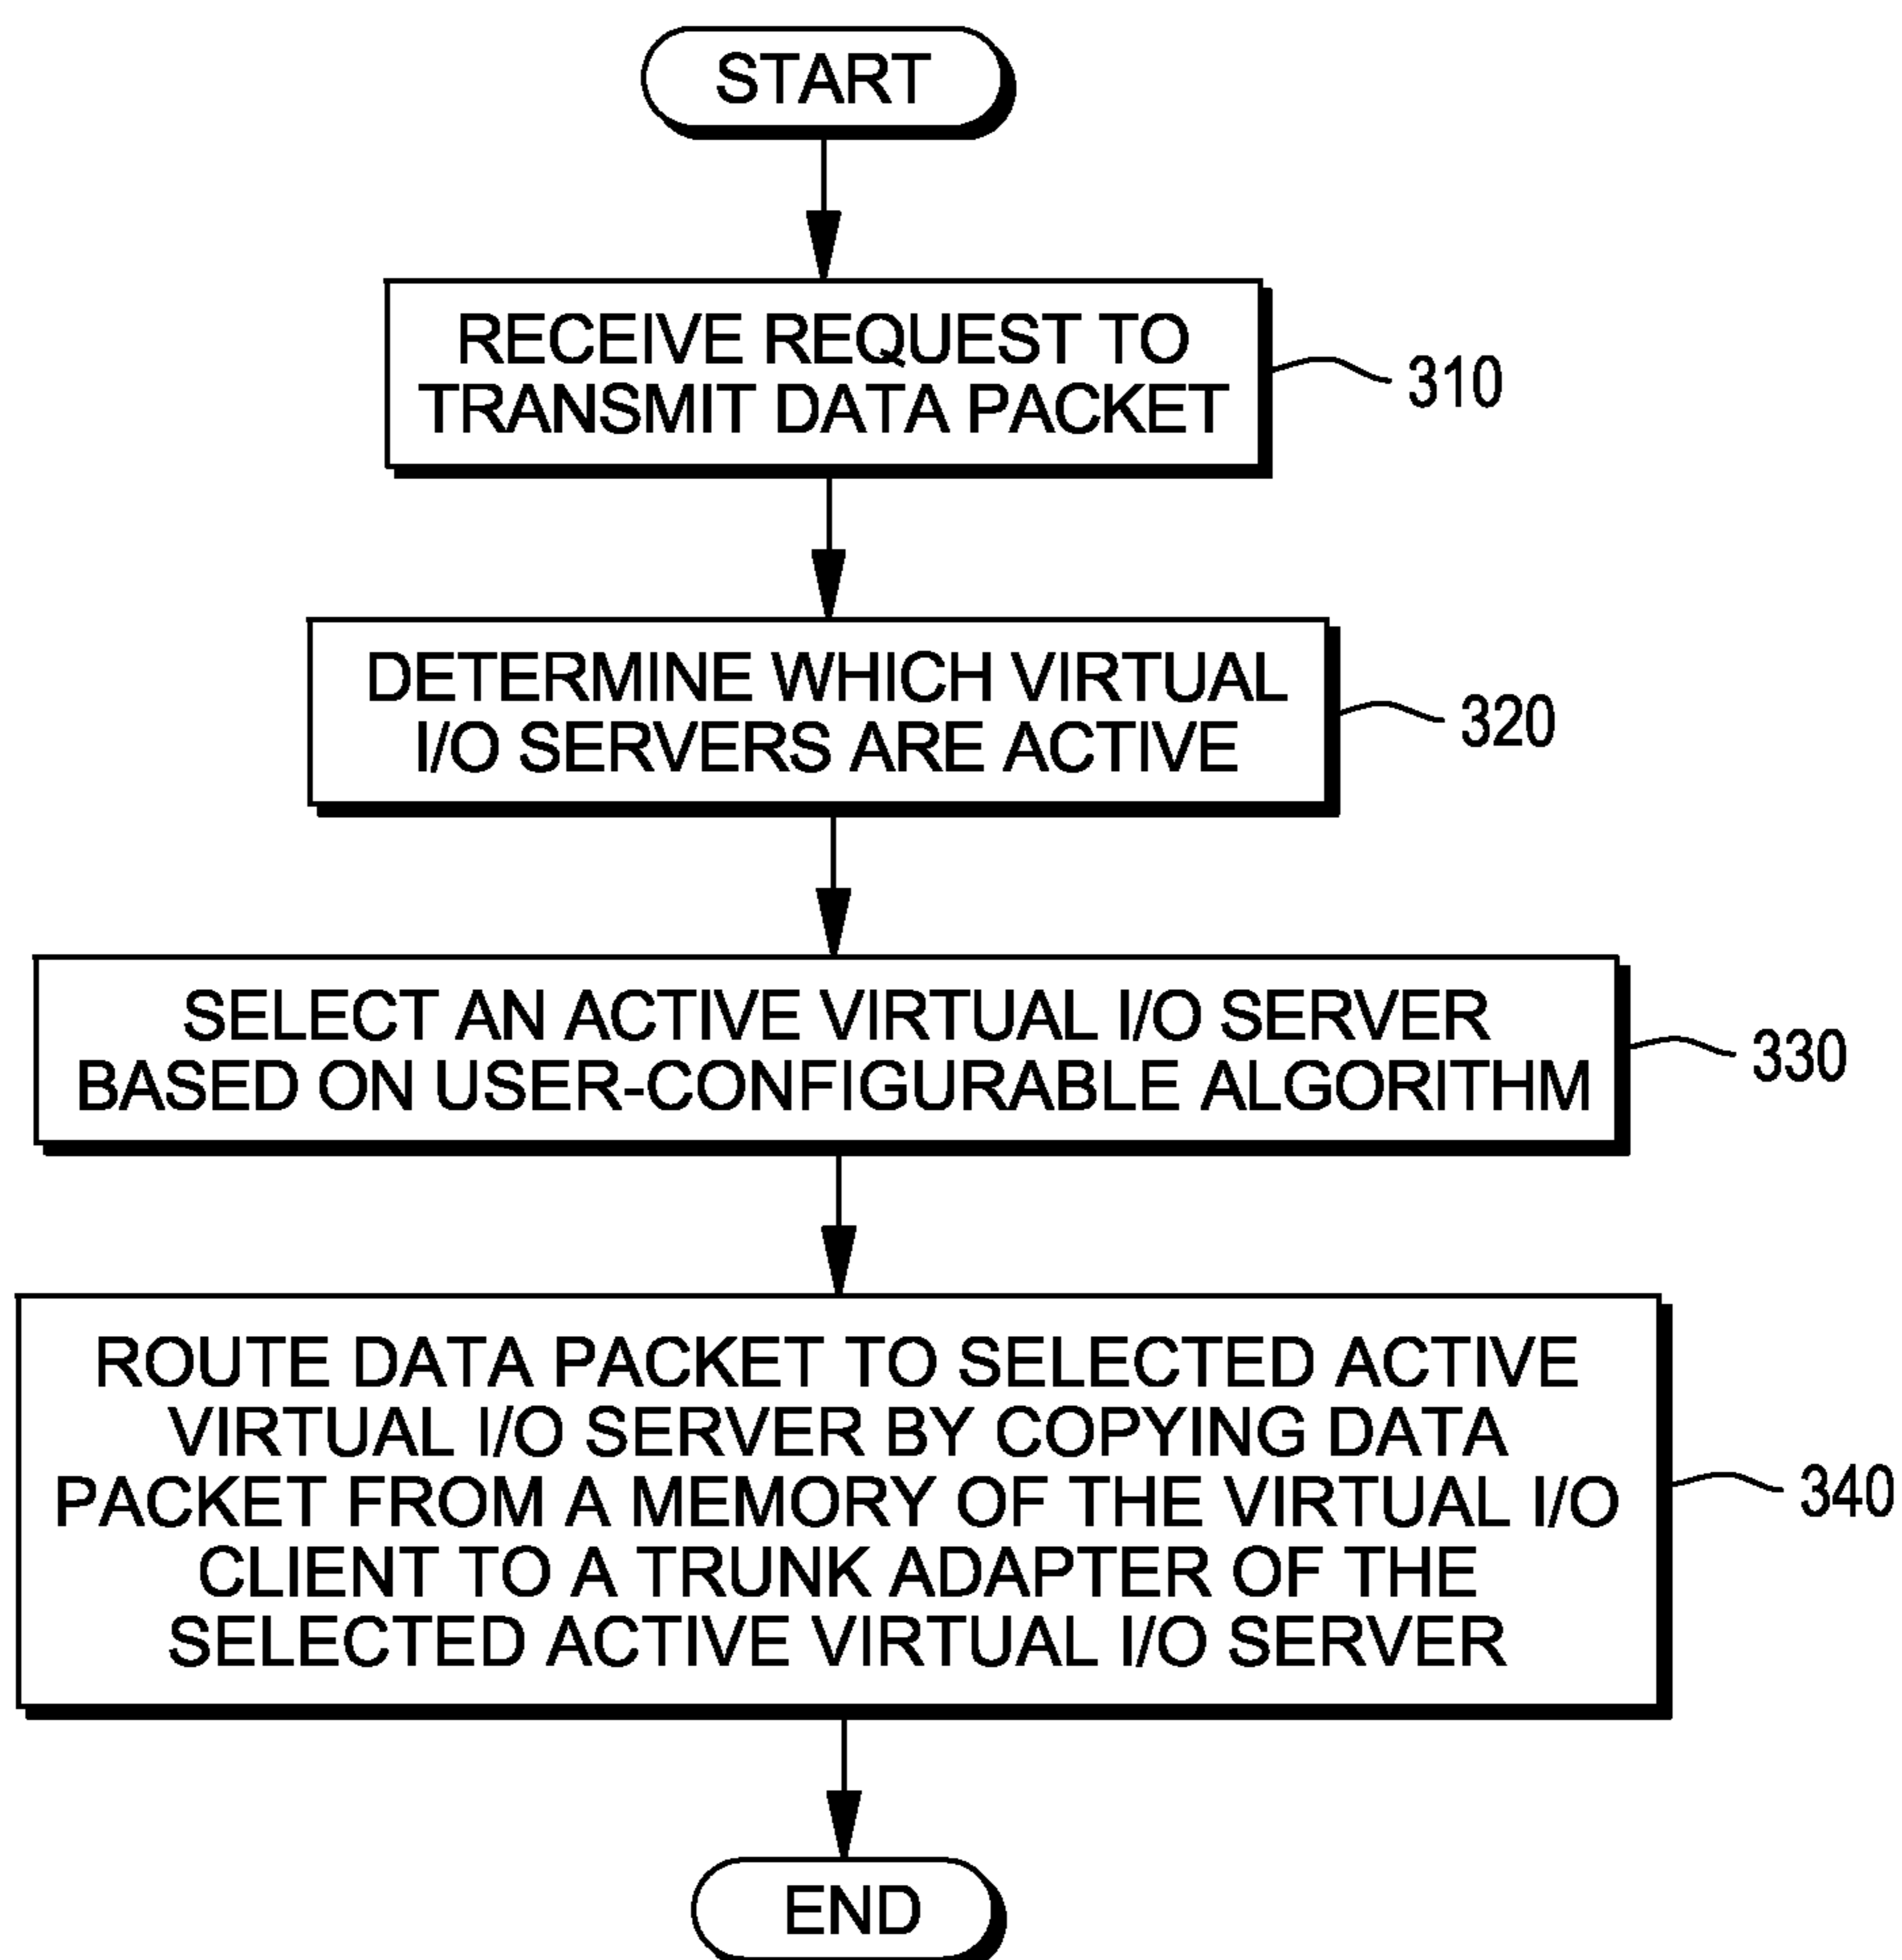 START
RECEIVE REQUEST TO
TRANSMIT DATA PACKET
310
DETERMINE WHICH VIRTUAL
I/O SERVERS ARE ACTIVE
320
SELECT AN ACTIVE VIRTUAL I/O SERVER
BASED ON USER-CONFIGURABLE ALGORITHM
330
ROUTE DATA PACKET TO SELECTED ACTIVE
VIRTUAL I/O SERVER BY COPYING DATA
PACKET FROM A MEMORY OF THE VIRTUAL I/O
CLIENT TO A TRUNK ADAPTER OF THE
SELECTED ACTIVE VIRTUAL I/O SERVER
340
END